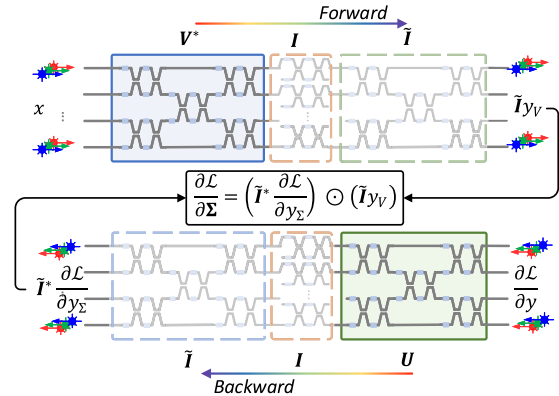 Forward
V* I Ĩ
x ⋮ ⋮ ⋮ Ĩy_V
∂ℒ/∂Σ = (Ĩ* ∂ℒ/∂y_Σ) ⊙ (Ĩy_V)
Ĩ* ∂ℒ/∂y_Σ ⋮ ∂ℒ/∂y
Ĩ I U
Backward